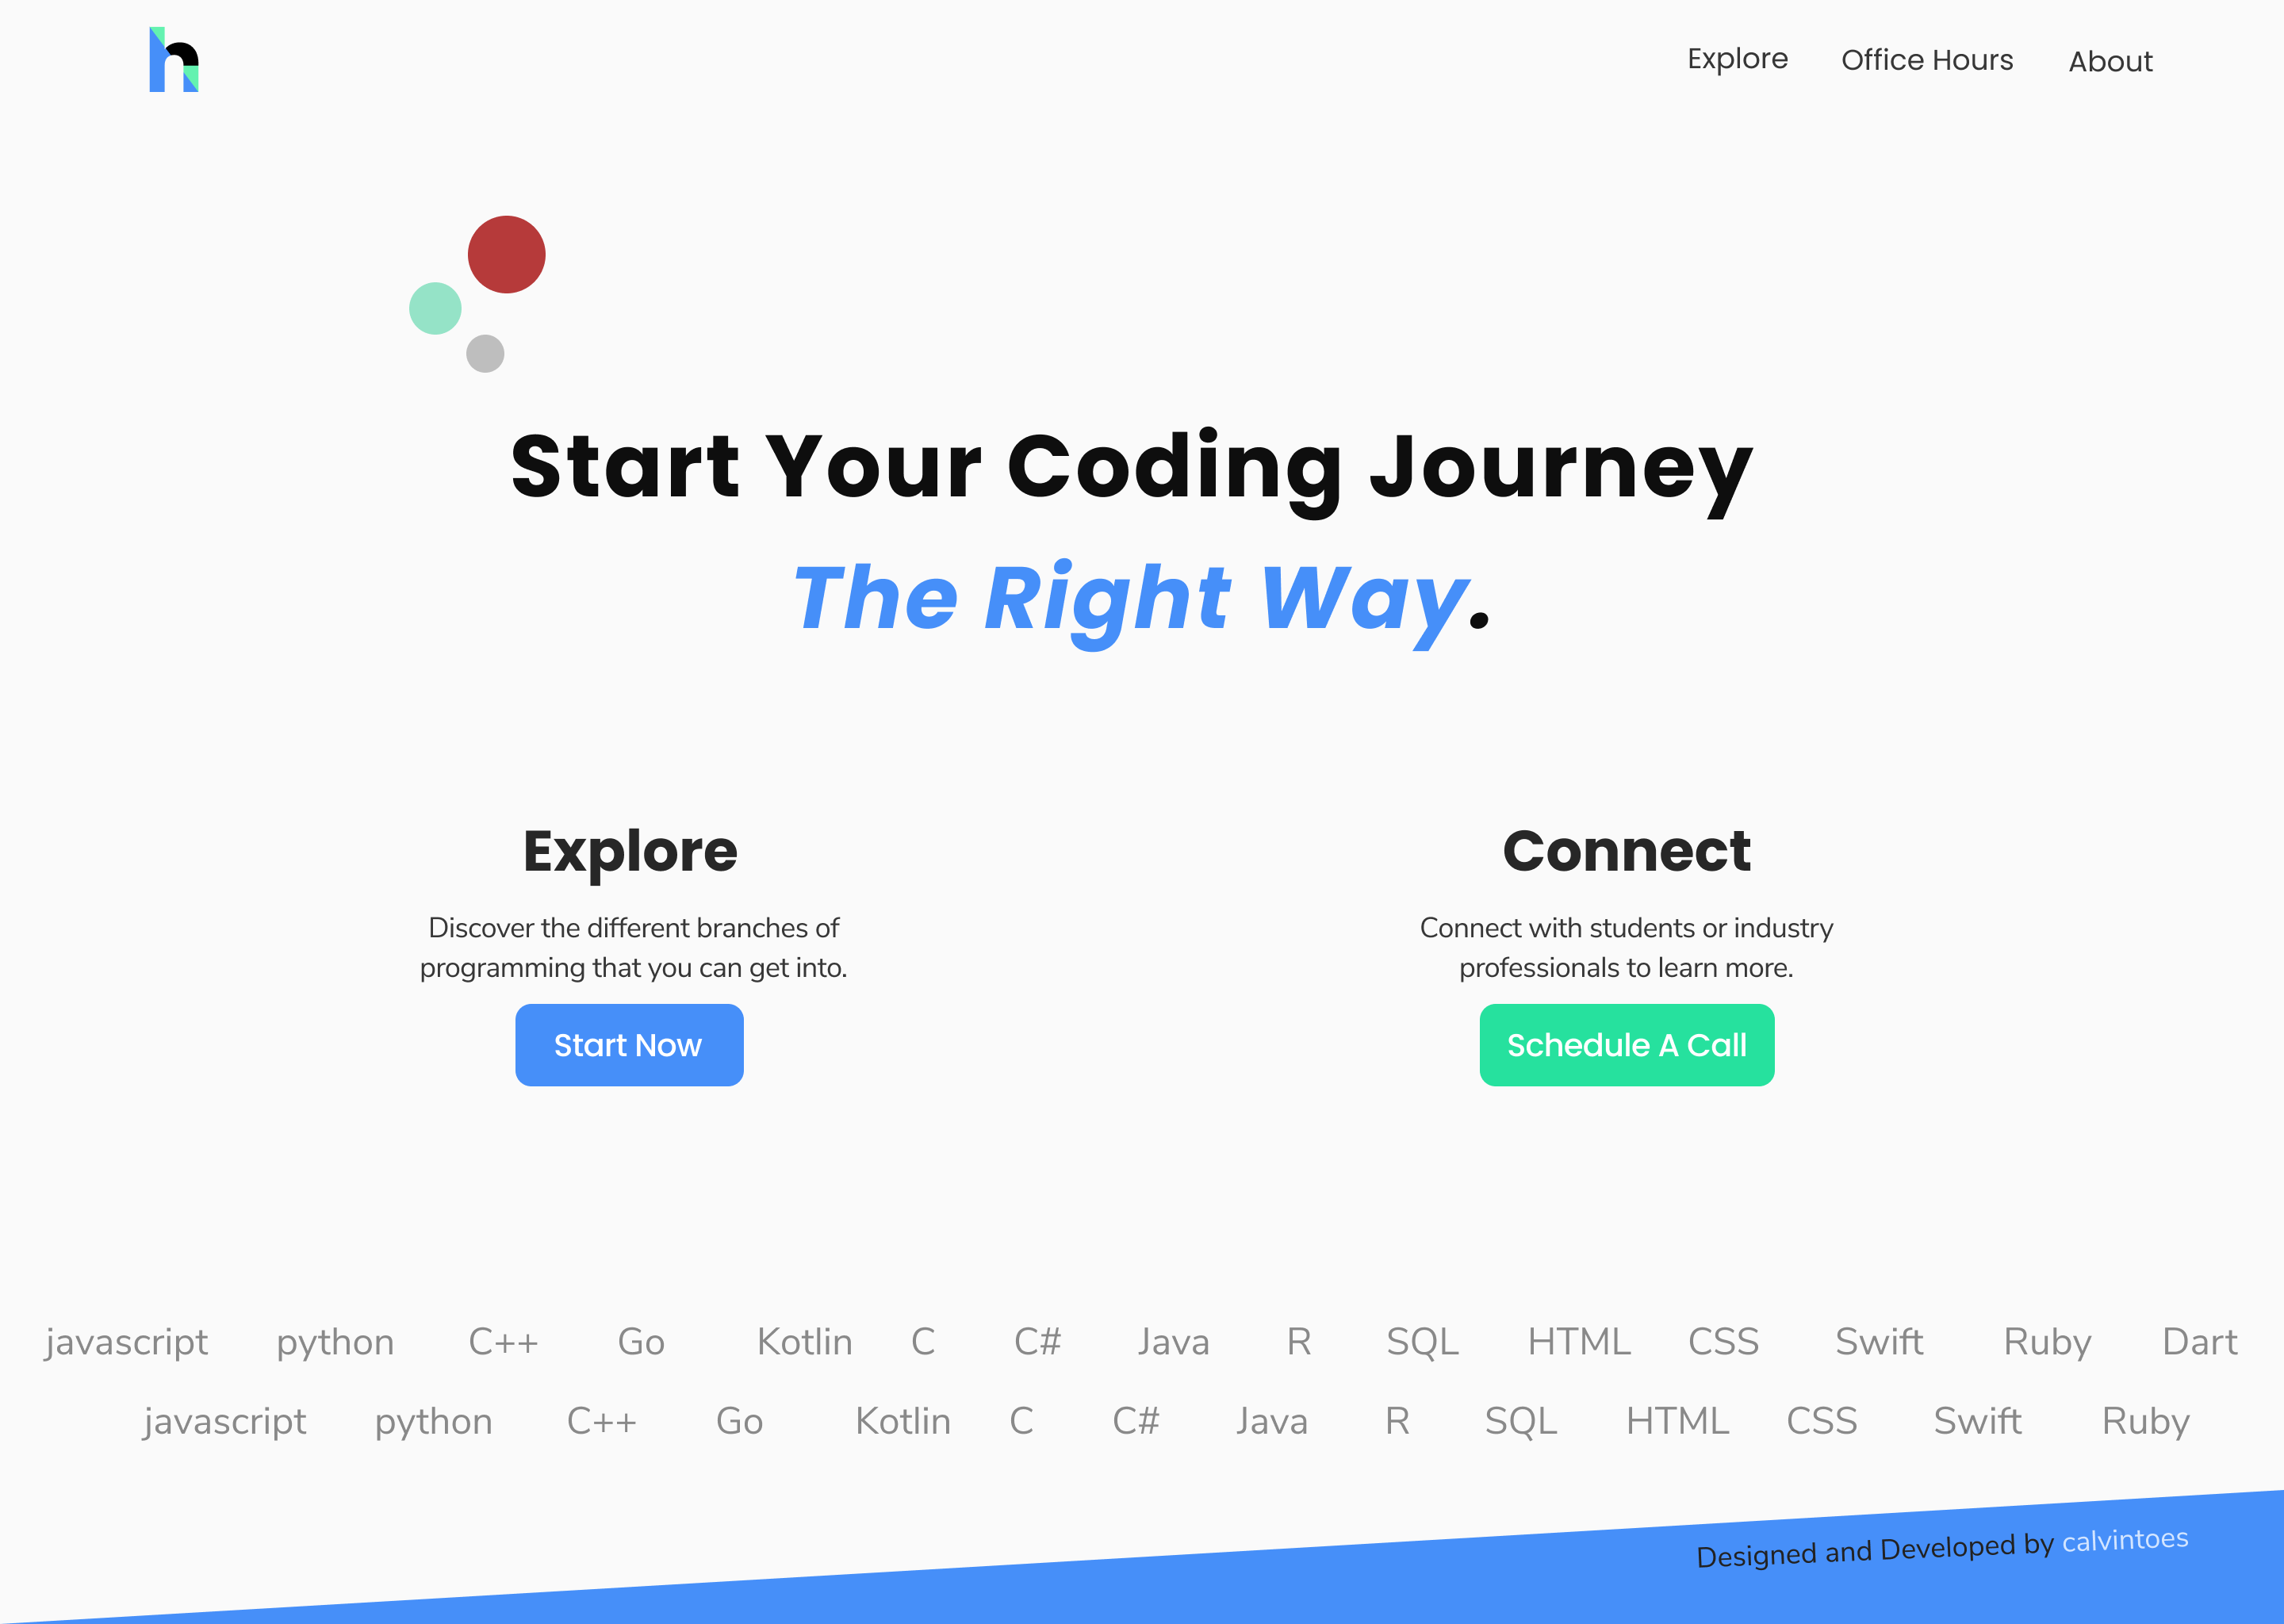 h
Explore Office Hours About
Start Your Coding Journey
The Right Way.
Explore
Discover the different branches of
programming that you can get into.
Start Now
Connect
Connect with students or industry
professionals to learn more.
Schedule A Call
javascript python C++ Go Kotlin C C# Java R SQL HTML CSS Swift Ruby Dart
javascript python C++ Go Kotlin C C# Java R SQL HTML CSS Swift Ruby
Designed and Developed by calvintoes